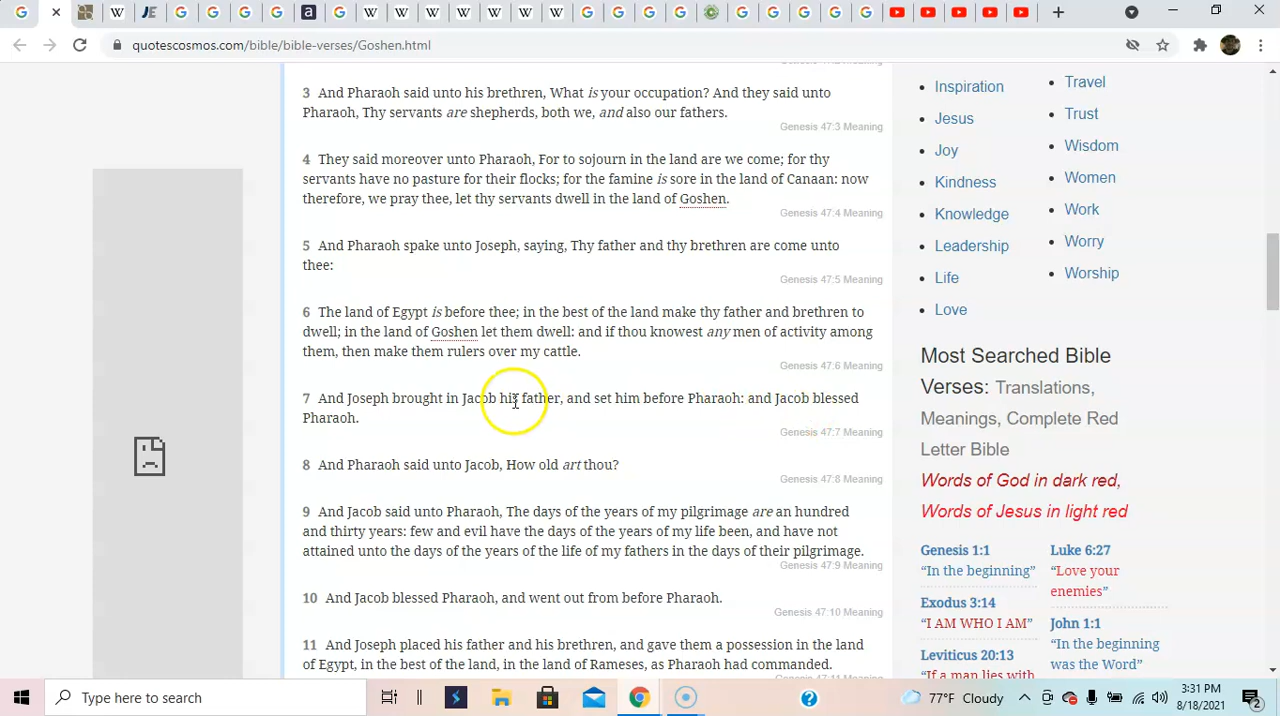 quotescosmos.com/bible/bible-verses/Goshen.html
3 And Pharaoh said unto his brethren, What is your occupation? And they said unto
Pharaoh, Thy servants are shepherds, both we, and also our fathers.
Genesis 47:3 Meaning
4 They said moreover unto Pharaoh, For to sojourn in the land are we come; for thy
servants have no pasture for their flocks; for the famine is sore in the land of Canaan: now
therefore, we pray thee, let thy servants dwell in the land of Goshen.
Genesis 47:4 Meaning
5 And Pharaoh spake unto Joseph, saying, Thy father and thy brethren are come unto
thee:
Genesis 47:5 Meaning
6 The land of Egypt is before thee; in the best of the land make thy father and brethren to
dwell; in the land of Goshen let them dwell: and if thou knowest any men of activity among
them, then make them rulers over my cattle.
Genesis 47:6 Meaning
7 And Joseph brought in Jacob his father, and set him before Pharaoh: and Jacob blessed
Pharaoh.
Genesis 47:7 Meaning
8 And Pharaoh said unto Jacob, How old art thou?
Genesis 47:8 Meaning
9 And Jacob said unto Pharaoh, The days of the years of my pilgrimage are an hundred
and thirty years: few and evil have the days of the years of my life been, and have not
attained unto the days of the years of the life of my fathers in the days of their pilgrimage.
Genesis 47:9 Meaning
10 And Jacob blessed Pharaoh, and went out from before Pharaoh.
Genesis 47:10 Meaning
11 And Joseph placed his father and his brethren, and gave them a possession in the land
of Egypt, in the best of the land, in the land of Rameses, as Pharaoh had commanded.
Genesis 47:11 Meaning
Inspiration
Jesus
Joy
Kindness
Knowledge
Leadership
Life
Love
Travel
Trust
Wisdom
Women
Work
Worry
Worship
Most Searched Bible
Verses: Translations,
Meanings, Complete Red
Letter Bible
Words of God in dark red,
Words of Jesus in light red
Genesis 1:1
“In the beginning”
Exodus 3:14
“I AM WHO I AM”
Leviticus 20:13
“If a man lies with
Luke 6:27
“Love your
enemies”
John 1:1
“In the beginning
was the Word”
Type here to search
77°F Cloudy
3:31 PM
8/18/2021
2